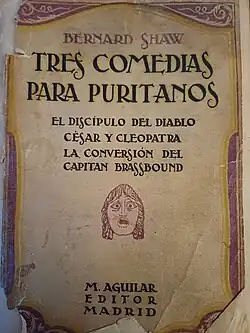 BERNARD SHAW
TRES COMEDIAS
PARA PURITANOS
EL DISCÍPULO DEL DIABLO
CÉSAR Y CLEOPATRA
LA CONVERSIÓN DEL
CAPITAN BRASSBOUND
M. AGUILAR
EDITOR
MADRID